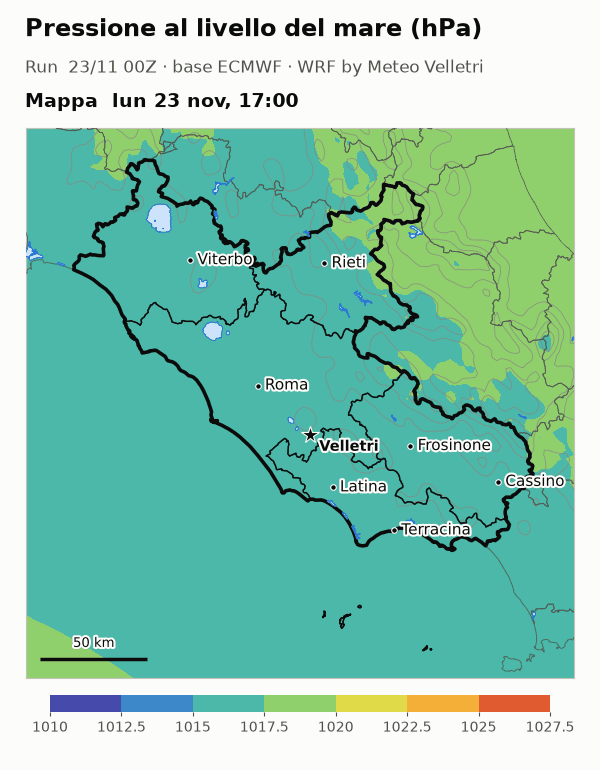 Pressione al livello del mare (hPa)
Run 23/11 00Z · base ECMWF · WRF by Meteo Velletri
Mappa lun 23 nov, 17:00
Viterbo
Rieti
Roma
Velletri
Frosinone
Cassino
Latina
Terracina
50 km
1010 1012.5 1015 1017.5 1020 1022.5 1025 1027.5